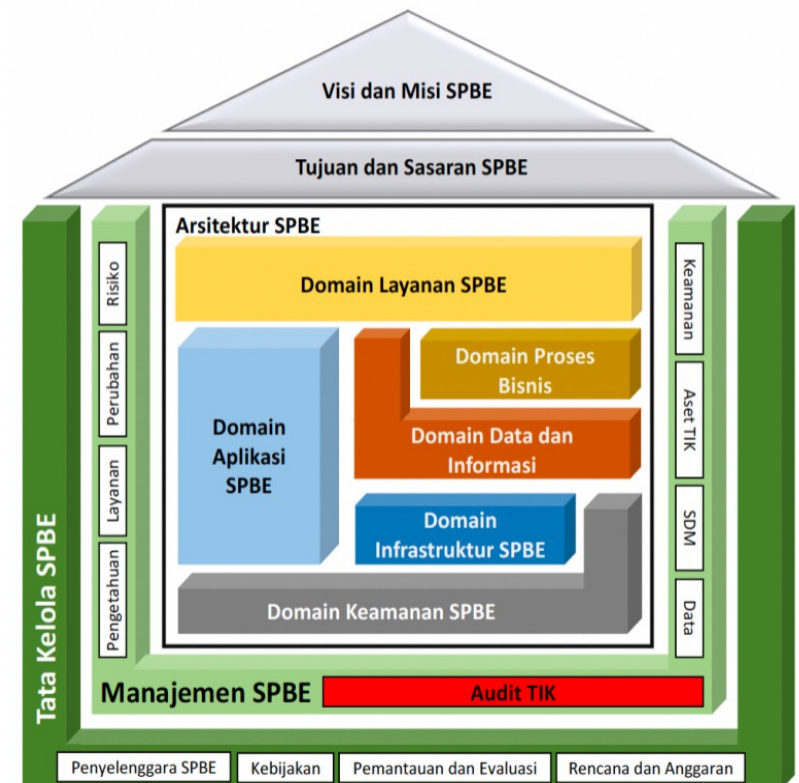 Visi dan Misi SPBE
Tujuan dan Sasaran SPBE
Tata Kelola SPBE
Risiko
Perubahan
Layanan
Pengetahuan
Arsitektur SPBE
Domain Layanan SPBE
Domain
Aplikasi
SPBE
Domain Proses
Bisnis
Domain Data dan
Informasi
Domain
Infrastruktur SPBE
Domain Keamanan SPBE
Keamanan
Aset TIK
SDM
Data
Manajemen SPBE
Audit TIK
Penyelenggara SPBE
Kebijakan
Pemantauan dan Evaluasi
Rencana dan Anggaran